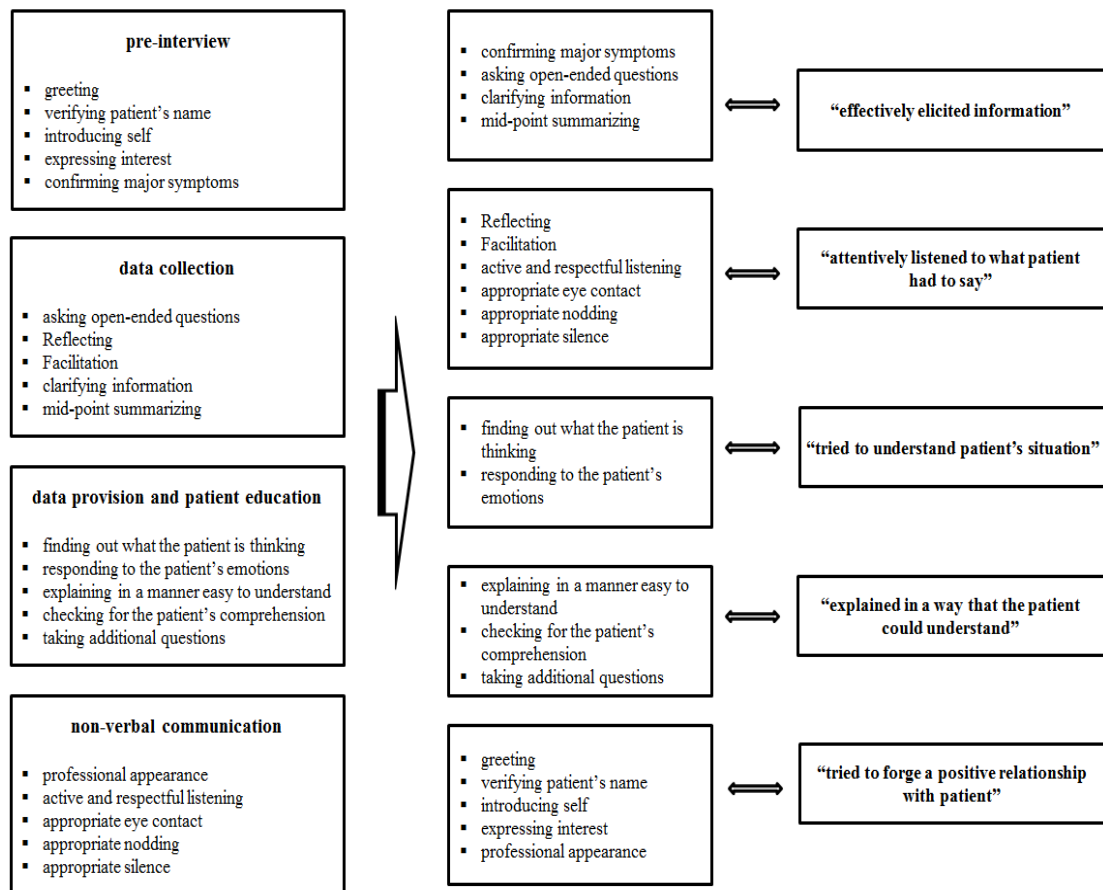 pre-interview
▪ greeting
▪ verifying patient's name
▪ introducing self
▪ expressing interest
▪ confirming major symptoms
data collection
▪ asking open-ended questions
▪ Reflecting
▪ Facilitation
▪ clarifying information
▪ mid-point summarizing
data provision and patient education
▪ finding out what the patient is thinking
▪ responding to the patient's emotions
▪ explaining in a manner easy to understand
▪ checking for the patient's comprehension
▪ taking additional questions
non-verbal communication
▪ professional appearance
▪ active and respectful listening
▪ appropriate eye contact
▪ appropriate nodding
▪ appropriate silence
▪ confirming major symptoms
▪ asking open-ended questions
▪ clarifying information
▪ mid-point summarizing
“effectively elicited information”
▪ Reflecting
▪ Facilitation
▪ active and respectful listening
▪ appropriate eye contact
▪ appropriate nodding
▪ appropriate silence
“attentively listened to what patient
had to say”
▪ finding out what the patient is
thinking
▪ responding to the patient's
emotions
“tried to understand patient's situation”
▪ explaining in a manner easy to
understand
▪ checking for the patient's
comprehension
▪ taking additional questions
“explained in a way that the patient
could understand”
▪ greeting
▪ verifying patient's name
▪ introducing self
▪ expressing interest
▪ professional appearance
“tried to forge a positive relationship
with patient”